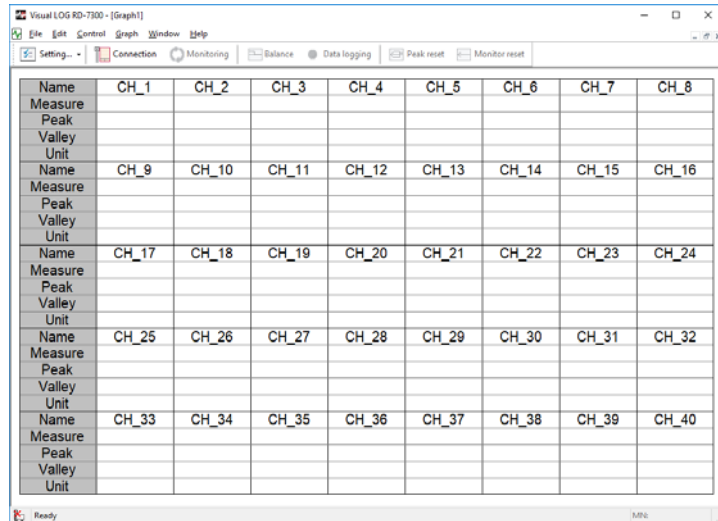 Visual LOG RD-7300 - [Graph1]
File Edit Control Graph Window Help
Setting... Connection Monitoring Balance Data logging Peak reset Monitor reset
Name CH_1 CH_2 CH_3 CH_4 CH_5 CH_6 CH_7 CH_8
Measure
Peak
Valley
Unit
Name CH_9 CH_10 CH_11 CH_12 CH_13 CH_14 CH_15 CH_16
Measure
Peak
Valley
Unit
Name CH_17 CH_18 CH_19 CH_20 CH_21 CH_22 CH_23 CH_24
Measure
Peak
Valley
Unit
Name CH_25 CH_26 CH_27 CH_28 CH_29 CH_30 CH_31 CH_32
Measure
Peak
Valley
Unit
Name CH_33 CH_34 CH_35 CH_36 CH_37 CH_38 CH_39 CH_40
Measure
Peak
Valley
Unit
Ready